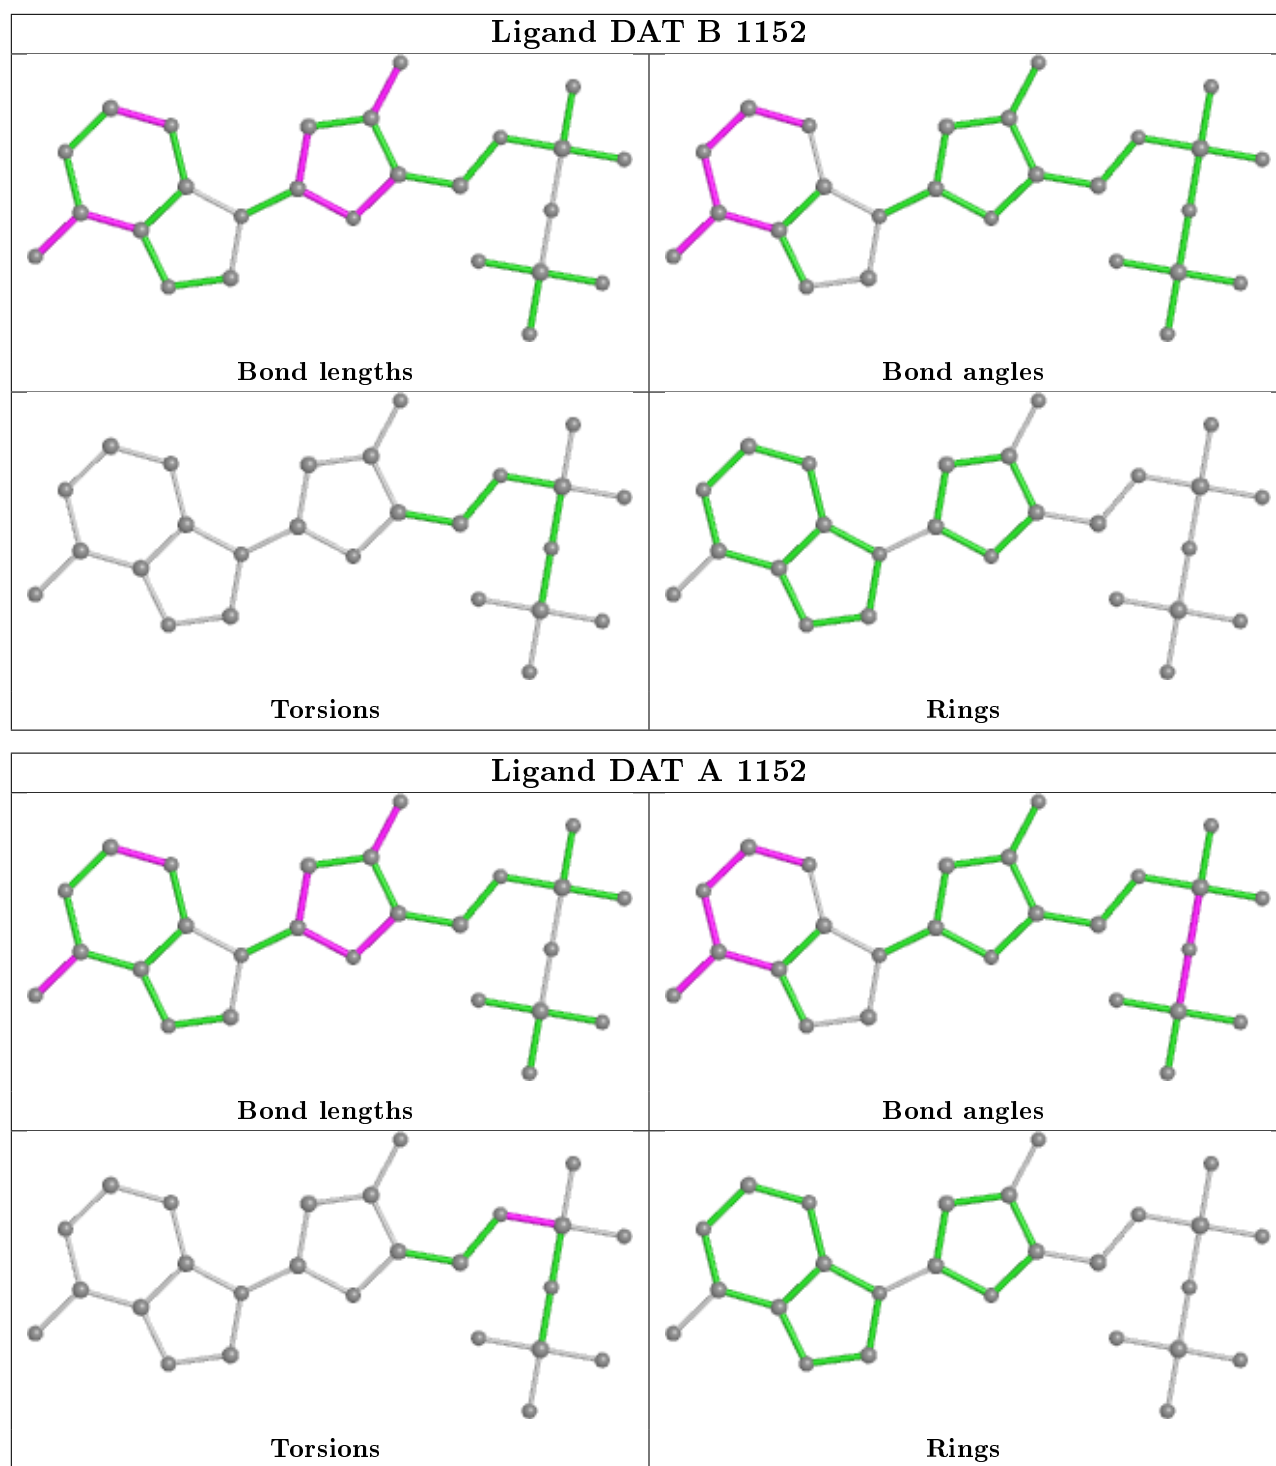 Ligand DAT B 1152
Bond lengths
Bond angles
Torsions
Rings
Ligand DAT A 1152
Bond lengths
Bond angles
Torsions
Rings